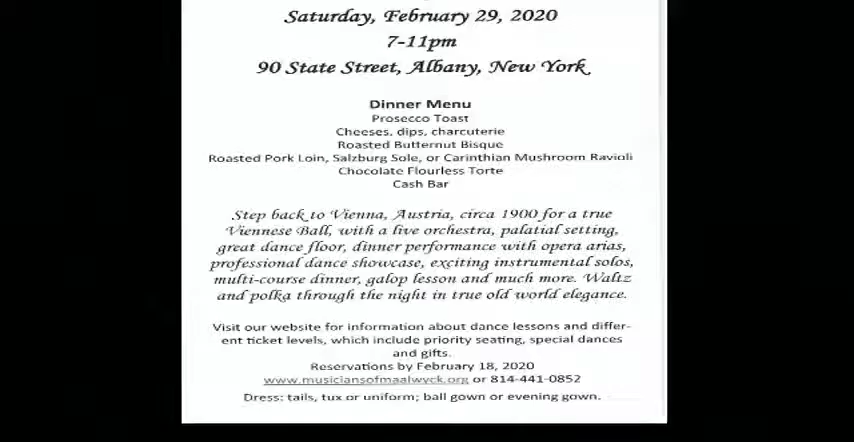 Saturday, February 29, 2020
7-11pm
90 State Street, Albany, New York
Dinner Menu
Prosecco Toast
Cheeses, dips, charcuterie
Roasted Butternut Bisque
Roasted Pork Loin, Salzburg Sole, or Carinthian Mushroom Ravioli
Chocolate Flourless Torte
Cash Bar
Step back to Vienna, Austria, circa 1900 for a true
Viennese Ball, with a live orchestra, palatial setting,
great dance floor, dinner performance with opera arias,
professional dance showcase, exciting instrumental solos,
multi-course dinner, galop lesson and much more. Waltz
and polka through the night in true old world elegance.
Visit our website for information about dance lessons and differ-
ent ticket levels, which include priority seating, special dances
and gifts.
Reservations by February 18, 2020
www.musiciansofmaalwyck.org or 814-441-0852
Dress: tails, tux or uniform; ball gown or evening gown.